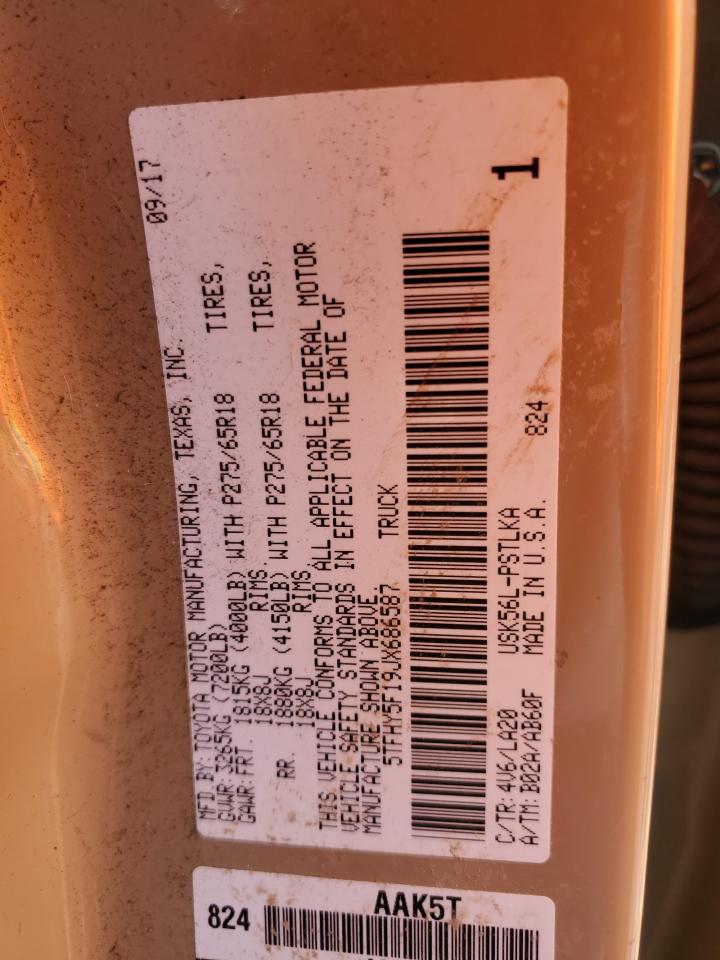 MFD BY: TOYOTA MOTOR MANUFACTURING, TEXAS, INC. 09/17
GVWR: 3265KG (7200LB)
GAWR: FRT 1815KG (4000LB) WITH P275/65R18 TIRES,
18X8J RIMS
RR. 1880KG (4150LB) WITH P275/65R18 TIRES,
18X8J RIMS
THIS VEHICLE CONFORMS TO ALL APPLICABLE FEDERAL MOTOR
VEHICLE SAFETY STANDARDS IN EFFECT ON THE DATE OF
MANUFACTURE SHOWN ABOVE.
5TFHY5F19JX686587 TRUCK
C/TR: 4V6/LA20 USK56L-PSTLKA 824
A/TM: B02A/AB60F MADE IN U.S.A.
1
AAK5T
824